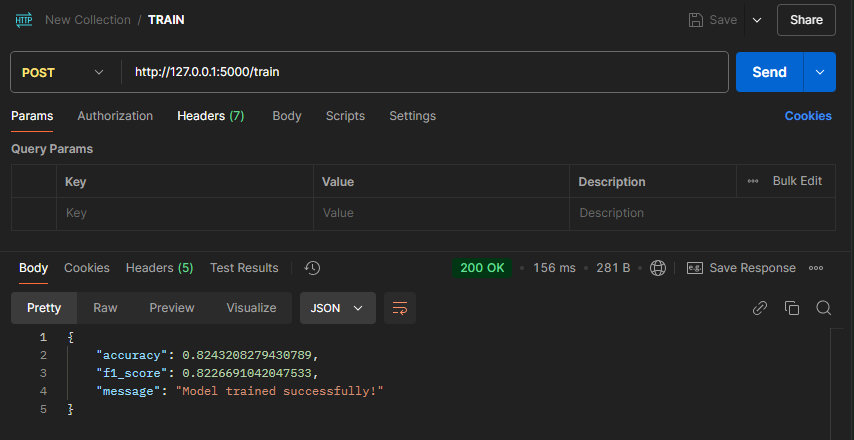 HTTP New Collection / TRAIN Save Share
POST http://127.0.0.1:5000/train Send
Params Authorization Headers (7) Body Scripts Settings Cookies
Query Params
Key Value Description ••• Bulk Edit
Key Value Description
Body Cookies Headers (5) Test Results 200 OK • 156 ms • 281 B • e.g. Save Response •••
Pretty Raw Preview Visualize JSON
1 {
2 "accuracy": 0.8243208279430789,
3 "f1_score": 0.8226691042047533,
4 "message": "Model trained successfully!"
5 }